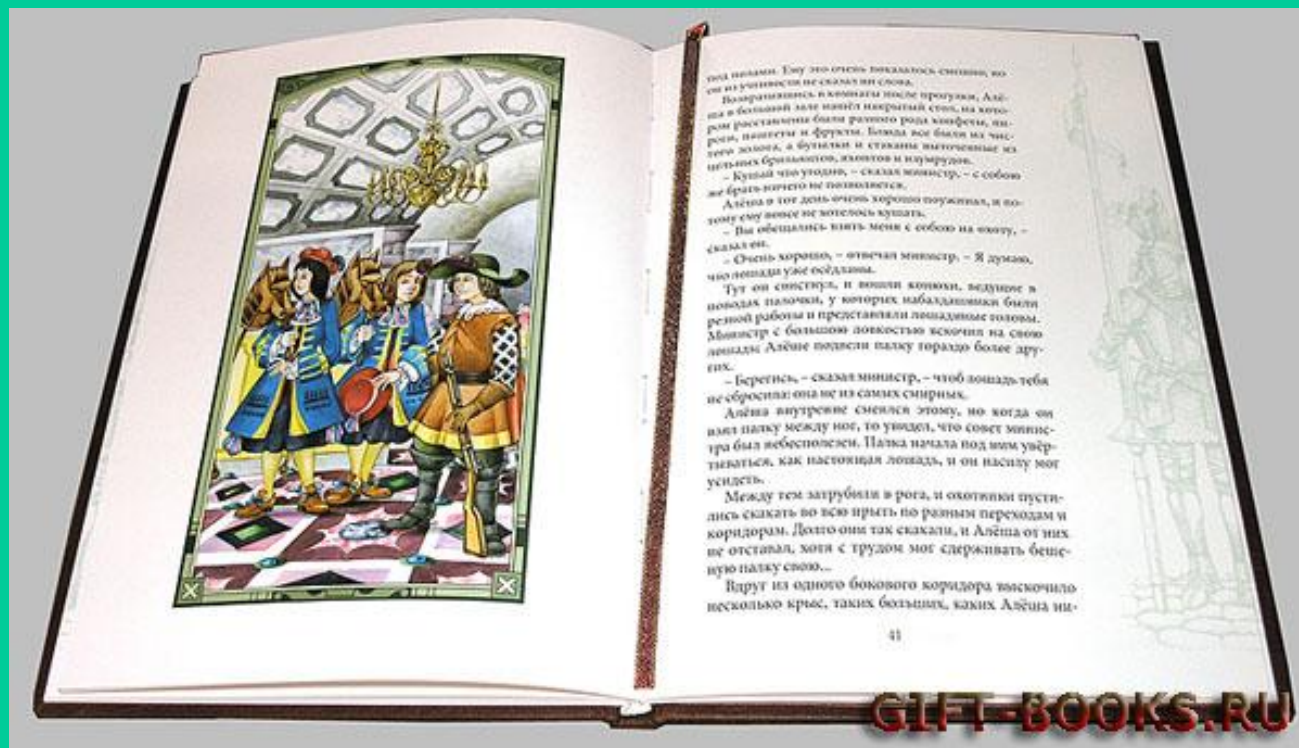 под полами. Ему это очень показалось смешно, но
он из учтивости не сказал ни слова.
Возвратившись в комнаты после прогулки, Алё-
ша в большой зале нашёл накрытый стол, на кото-
ром расставлены были разного рода конфеты, пи-
роги, паштеты и фрукты. Блюда все были из чис-
того золота, а бутылки и стаканы выточенные из
цельных брильянтов, яхонтов и изумрудов.
– Кушай что угодно, – сказал министр, – с собою
же брать ничего не позволяется.
Алёша в тот день очень хорошо поужинал, и по-
тому ему вовсе не хотелось кушать.
– Вы обещались взять меня с собою на охоту, –
сказал он.
– Очень хорошо, – отвечал министр. – Я думаю,
что лошади уже осёдланы.
Тут он свистнул, и вошли конюхи, ведущие в
поводах палочки, у которых набалдашники были
резной работы и представляли лошадиные головы.
Министр с большою ловкостью вскочил на свою
лошадь; Алёше подвели палку гораздо более дру-
гих.
– Берегись, – сказал министр, – чтоб лошадь тебя
не сбросила: она не из самых смирных.
Алёша внутренне смеялся этому, но когда он
взял палку между ног, то увидел, что совет минис-
тра был небесполезен. Палка начала под ним увёр-
тываться, как настоящая лошадь, и он насилу мог
усидеть.
Между тем затрубили в рога, и охотники пусти-
лись скакать во всю прыть по разным переходам и
коридорам. Долго они так скакали, и Алёша от них
не отставал, хотя с трудом мог сдерживать беше-
ную палку свою...
Вдруг из одного бокового коридора выскочило
несколько крыс, таких больших, каких Алёша ни-
41
GIFT-BOOKS.RU